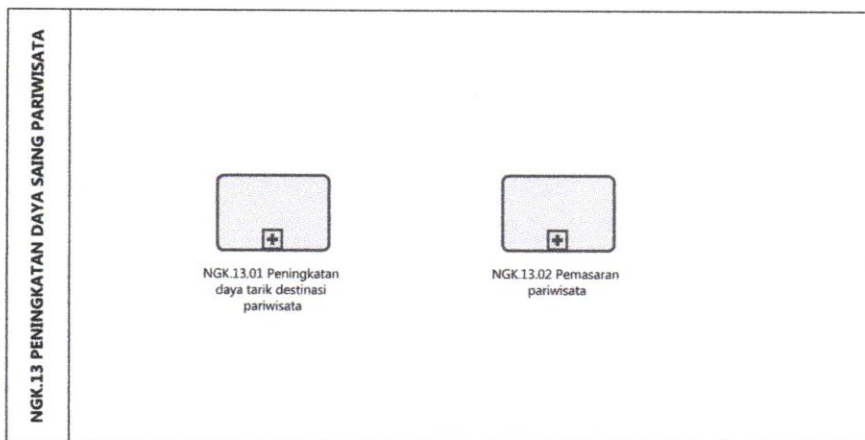 NGK.13 PENINGKATAN DAYA SAING PARIWISATA
NGK.13.01 Peningkatan
daya tarik destinasi
pariwisata
NGK.13.02 Pemasaran
pariwisata